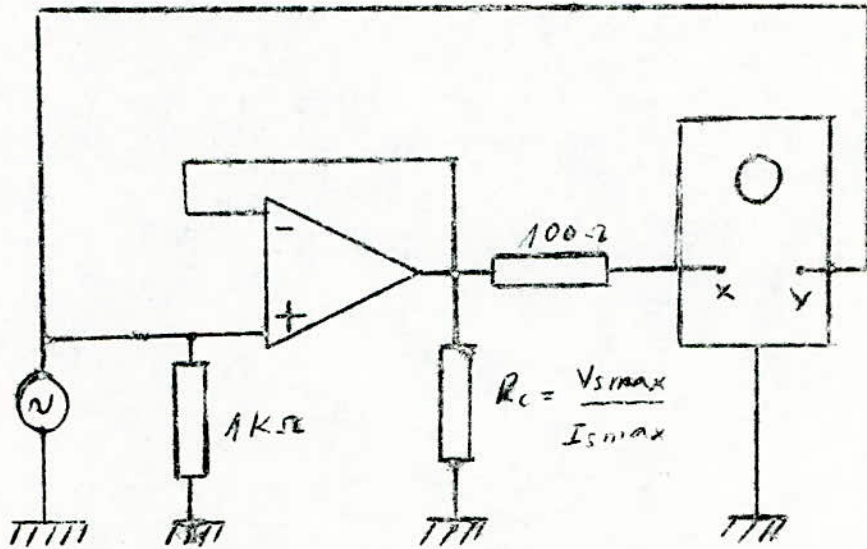 100Ω
-
+
X Y
~
1KΩ
Rc = Vsmax
Ismax